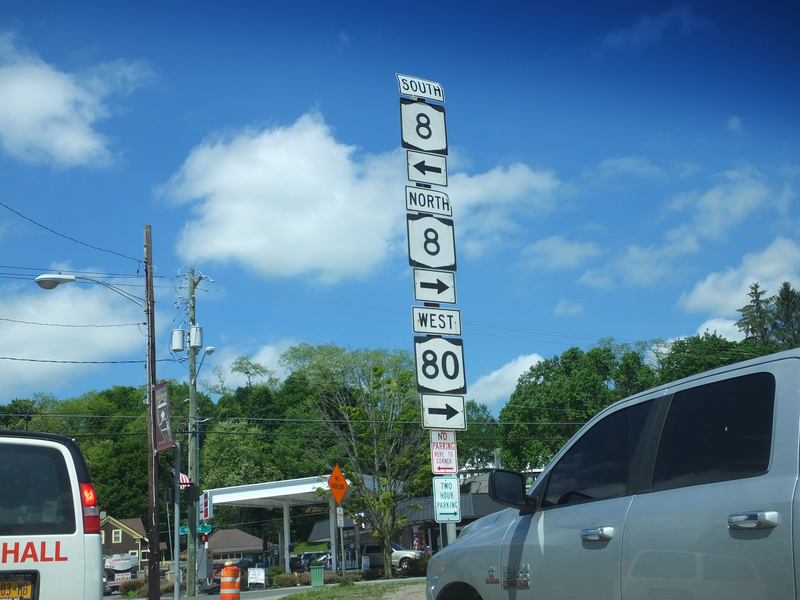 SOUTH
8
NORTH
8
WEST
80
NO
PARKING
HERE TO
CORNER
TWO
HOUR
PARKING
HALL